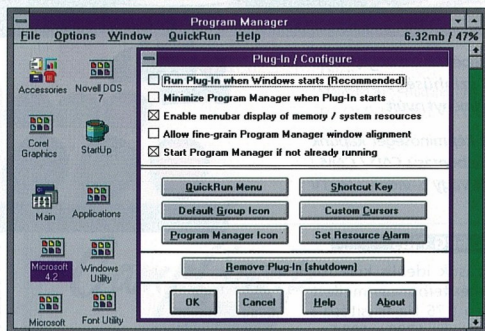 Program Manager
File Options Window QuickRun Help 6.32mb / 47%
Plug-In / Configure
Run Plug-In when Windows starts (Recommended)
Minimize Program Manager when Plug-In starts
Enable menubar display of memory / system resources
Allow fine-grain Program Manager window alignment
Start Program Manager if not already running
QuickRun Menu Shortcut Key
Default Group Icon Custom Cursors
Program Manager Icon Set Resource Alarm
Remove Plug-In (shutdown)
OK Cancel Help About
Accessories Novell DOS
7
Corel
Graphics StartUp
Main Applications
Microsoft
4.2 Windows
Utility
Microsoft Font Utility